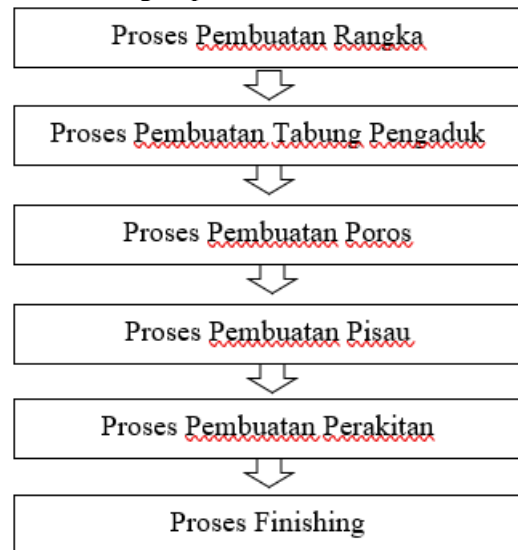 Proses Pembuatan Rangka
Proses Pembuatan Tabung Pengaduk
Proses Pembuatan Poros
Proses Pembuatan Pisau
Proses Pembuatan Perakitan
Proses Finishing